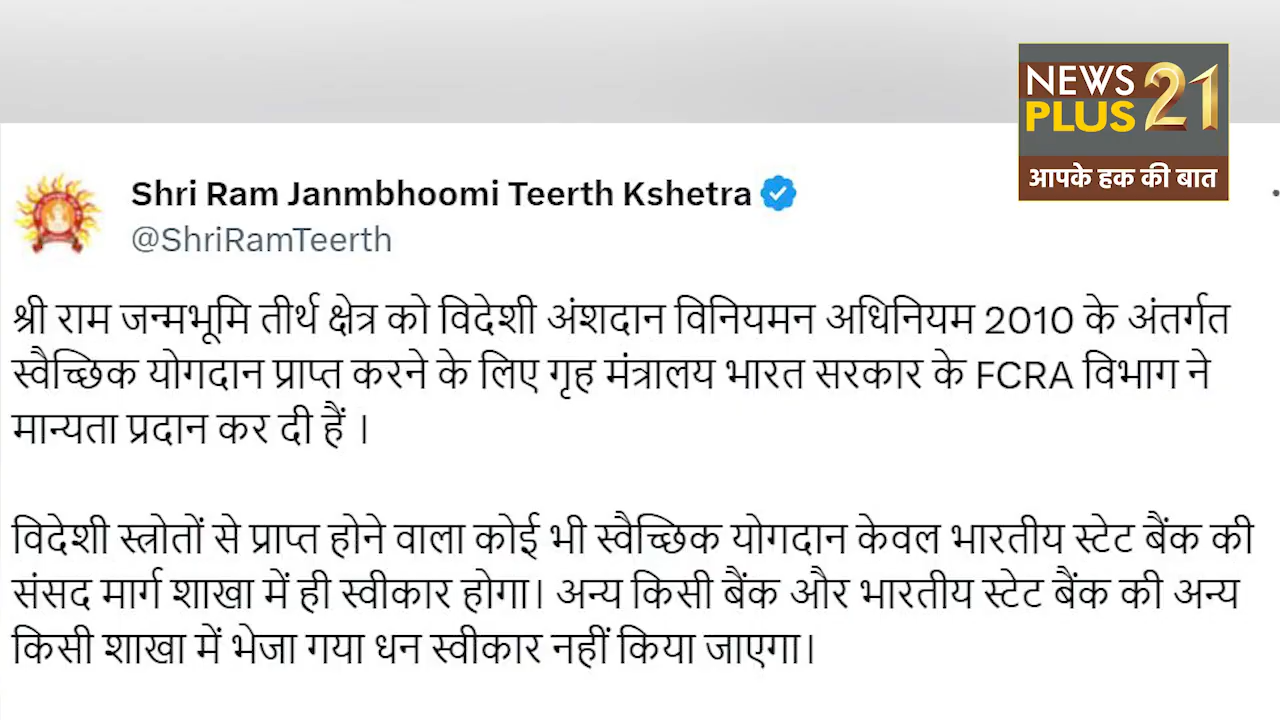 NEWS
PLUS 21
आपके हक की बात
Shri Ram Janmbhoomi Teerth Kshetra
@ShriRamTeerth
श्री राम जन्मभूमि तीर्थ क्षेत्र को विदेशी अंशदान विनियमन अधिनियम 2010 के अंतर्गत
स्वैच्छिक योगदान प्राप्त करने के लिए गृह मंत्रालय भारत सरकार के FCRA विभाग ने
मान्यता प्रदान कर दी हैं ।
विदेशी स्त्रोतों से प्राप्त होने वाला कोई भी स्वैच्छिक योगदान केवल भारतीय स्टेट बैंक की
संसद मार्ग शाखा में ही स्वीकार होगा। अन्य किसी बैंक और भारतीय स्टेट बैंक की अन्य
किसी शाखा में भेजा गया धन स्वीकार नहीं किया जाएगा।